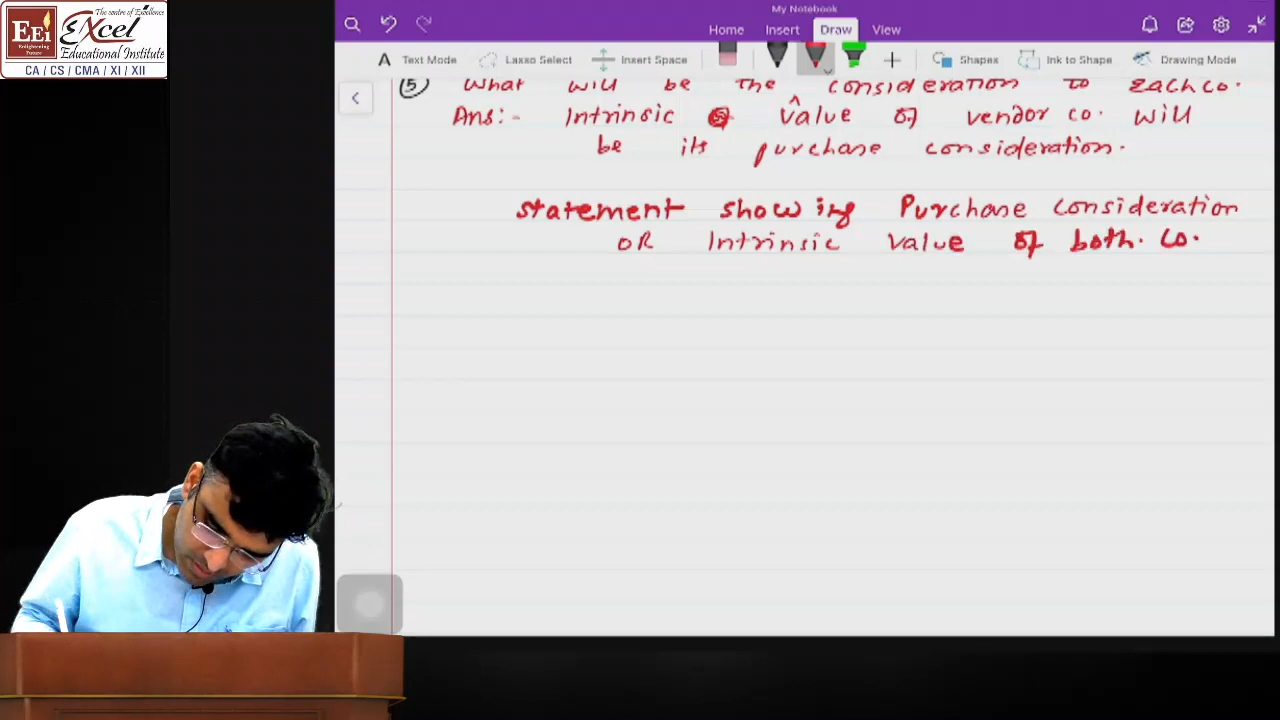 The centre of Excellence
EEi
Enlightening
Future
EXcel
Educational Institute
CA / CS / CMA / XI / XII
My Notebook
Home Insert Draw View
Text Mode Lasso Select Insert Space Shapes Ink to Shape Drawing Mode
(5) What will be the consideration to Each co.
Ans:- Intrinsic value of vendor co. will
be its purchase consideration.
Statement showing Purchase consideration
OR Intrinsic value of both. Co.